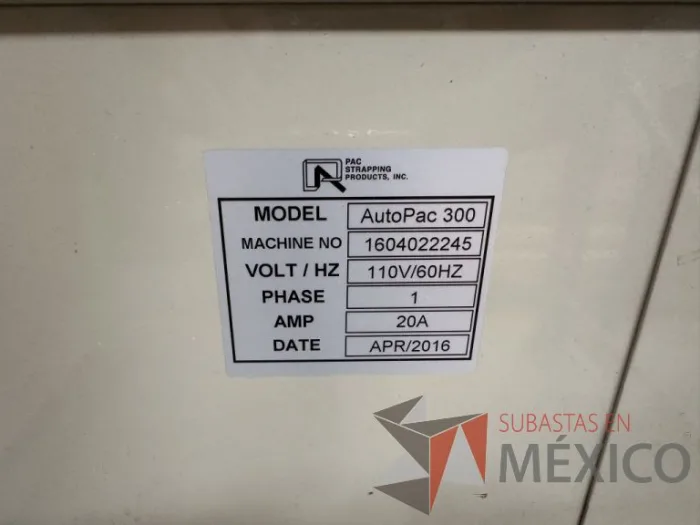 PAC
STRAPPING
PRODUCTS, INC.
MODEL AutoPac 300
MACHINE NO 1604022245
VOLT / HZ 110V/60HZ
PHASE 1
AMP 20A
DATE APR/2016
SUBASTAS EN
MÉXICO